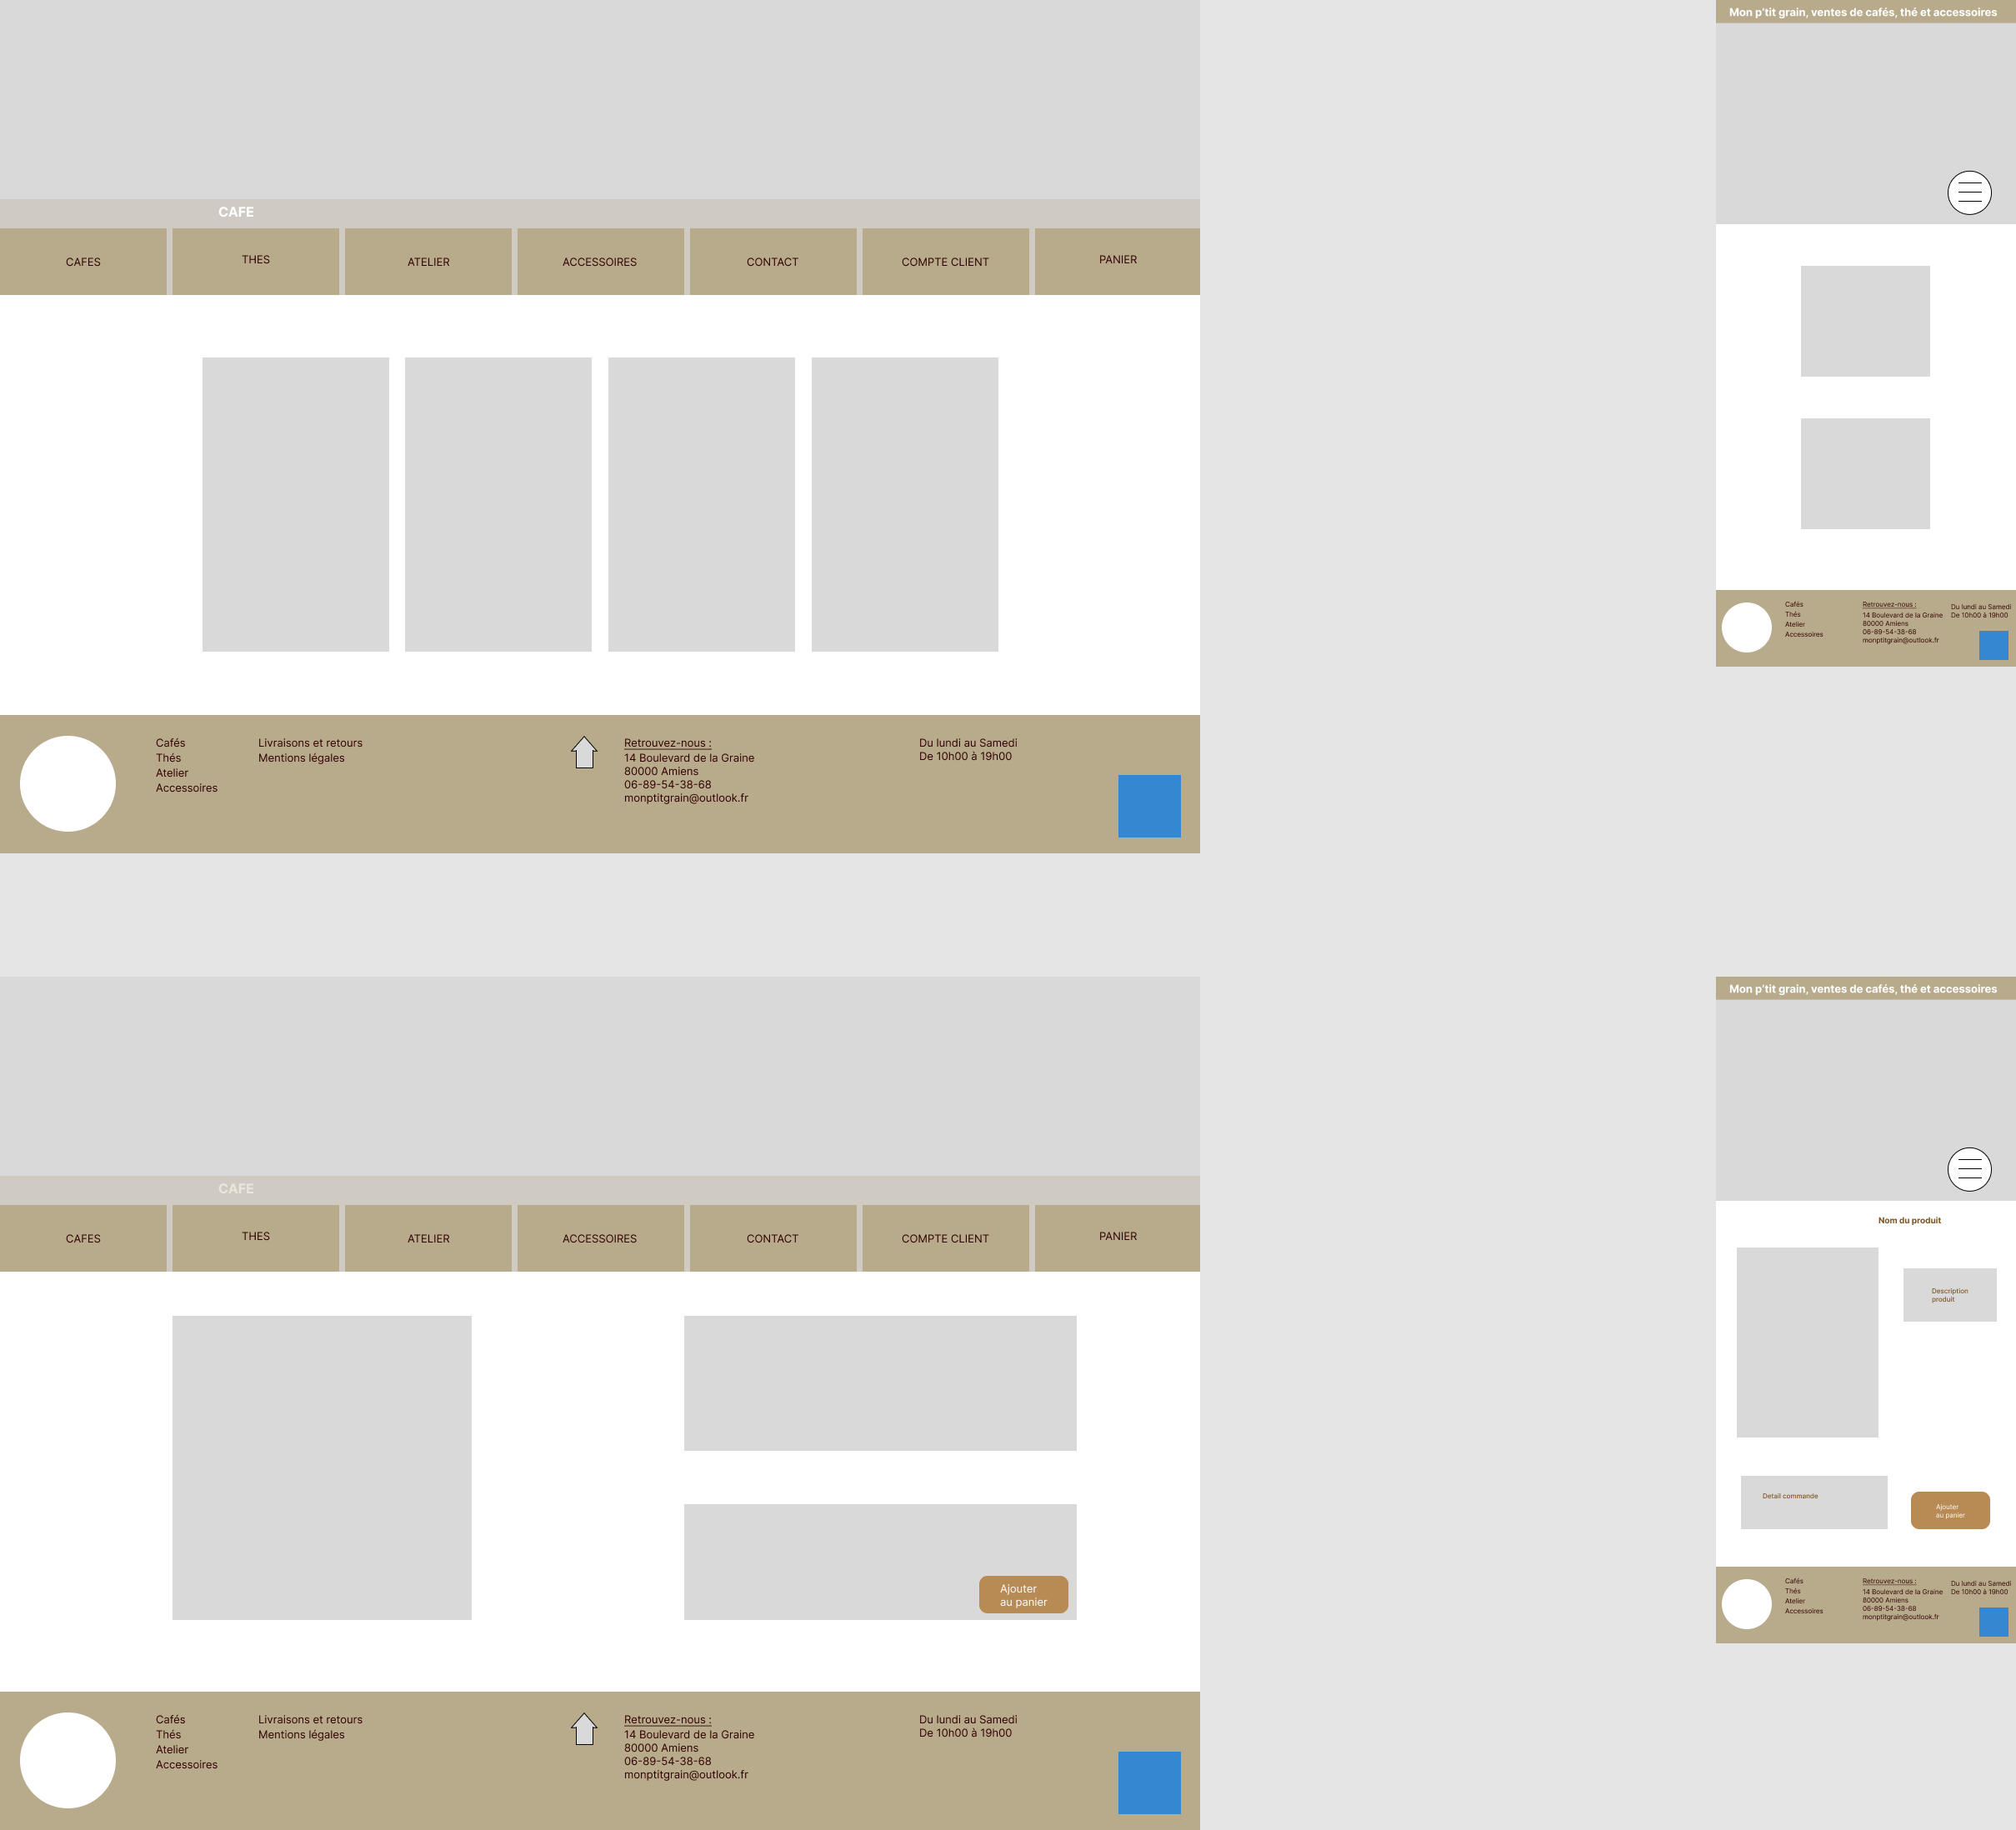 CAFE
CAFES
THES
ATELIER
ACCESSOIRES
CONTACT
COMPTE CLIENT
PANIER
Cafés
Thés
Atelier
Accessoires
Livraisons et retours
Mentions légales
Retrouvez-nous :
14 Boulevard de la Graine
80000 Amiens
06-89-54-38-68
monptitgrain@outlook.fr
Du lundi au Samedi
De 10h00 à 19h00
Mon p'tit grain, ventes de cafés, thé et accessoires
Cafés
Thés
Atelier
Accessoires
Retrouvez-nous :
14 Boulevard de la Graine
80000 Amiens
06-89-54-38-68
monptitgrain@outlook.fr
Du lundi au Samedi
De 10h00 à 19h00
CAFE
CAFES
THES
ATELIER
ACCESSOIRES
CONTACT
COMPTE CLIENT
PANIER
Ajouter
au panier
Cafés
Thés
Atelier
Accessoires
Livraisons et retours
Mentions légales
Retrouvez-nous :
14 Boulevard de la Graine
80000 Amiens
06-89-54-38-68
monptitgrain@outlook.fr
Du lundi au Samedi
De 10h00 à 19h00
Mon p'tit grain, ventes de cafés, thé et accessoires
Nom du produit
Description
produit
Detail commande
Ajouter
au panier
Cafés
Thés
Atelier
Accessoires
Retrouvez-nous :
14 Boulevard de la Graine
80000 Amiens
06-89-54-38-68
monptitgrain@outlook.fr
Du lundi au Samedi
De 10h00 à 19h00